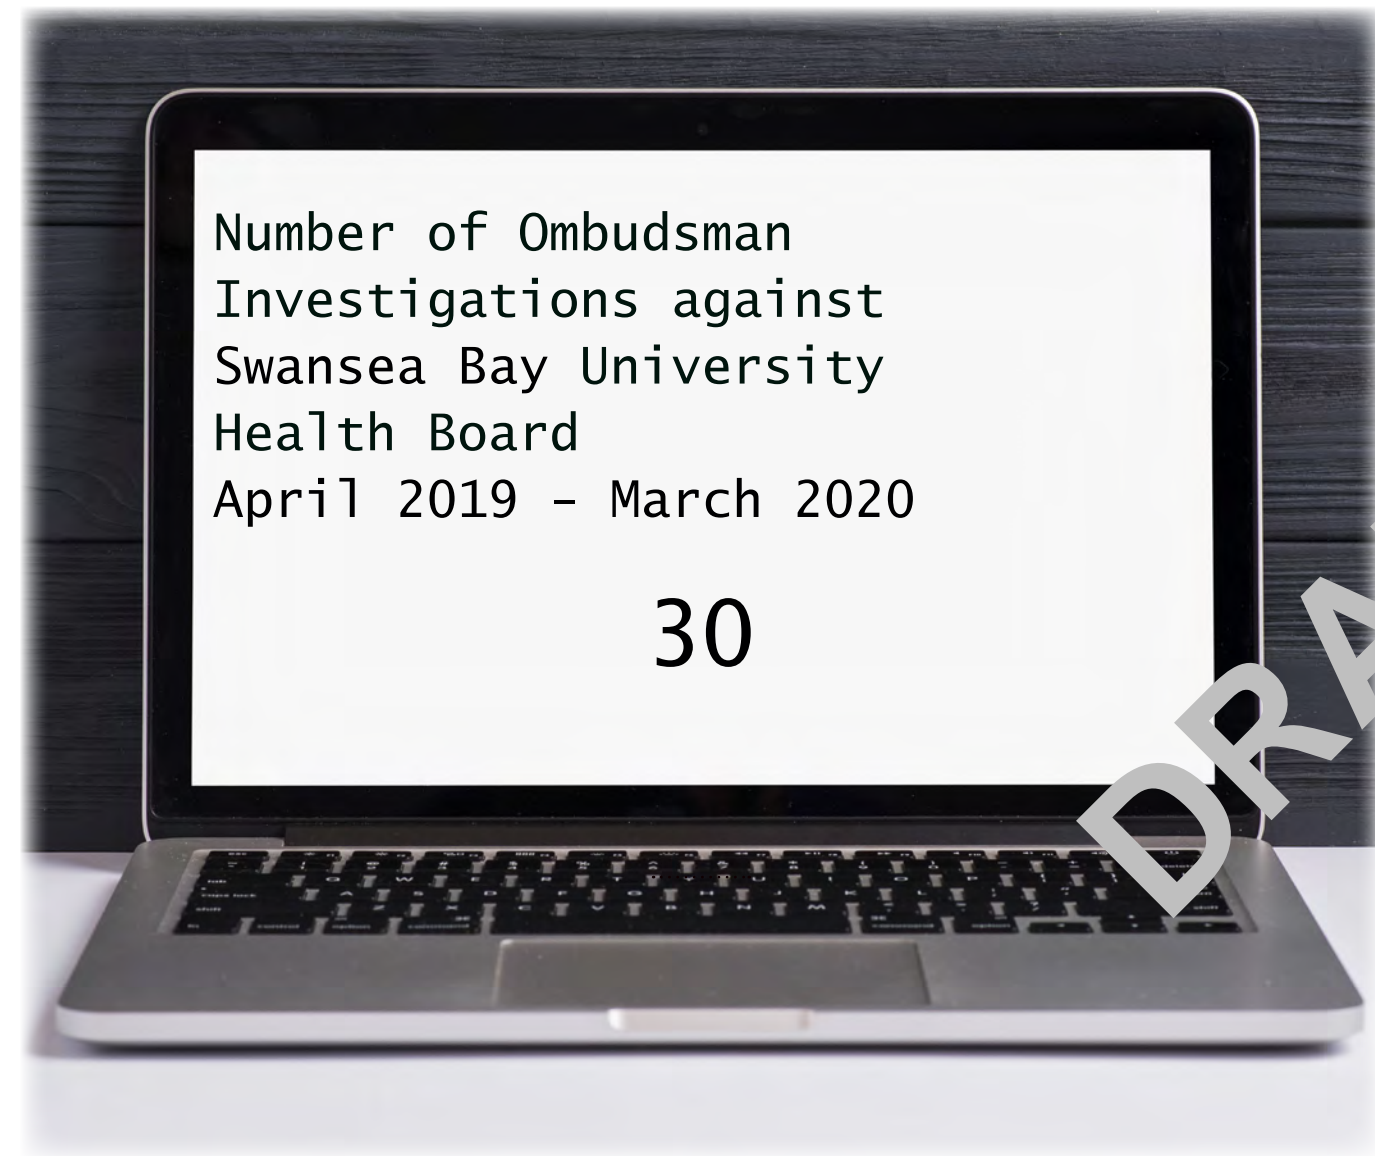 Number of Ombudsman
Investigations against
Swansea Bay University
Health Board
April 2019 – March 2020
30
DRA